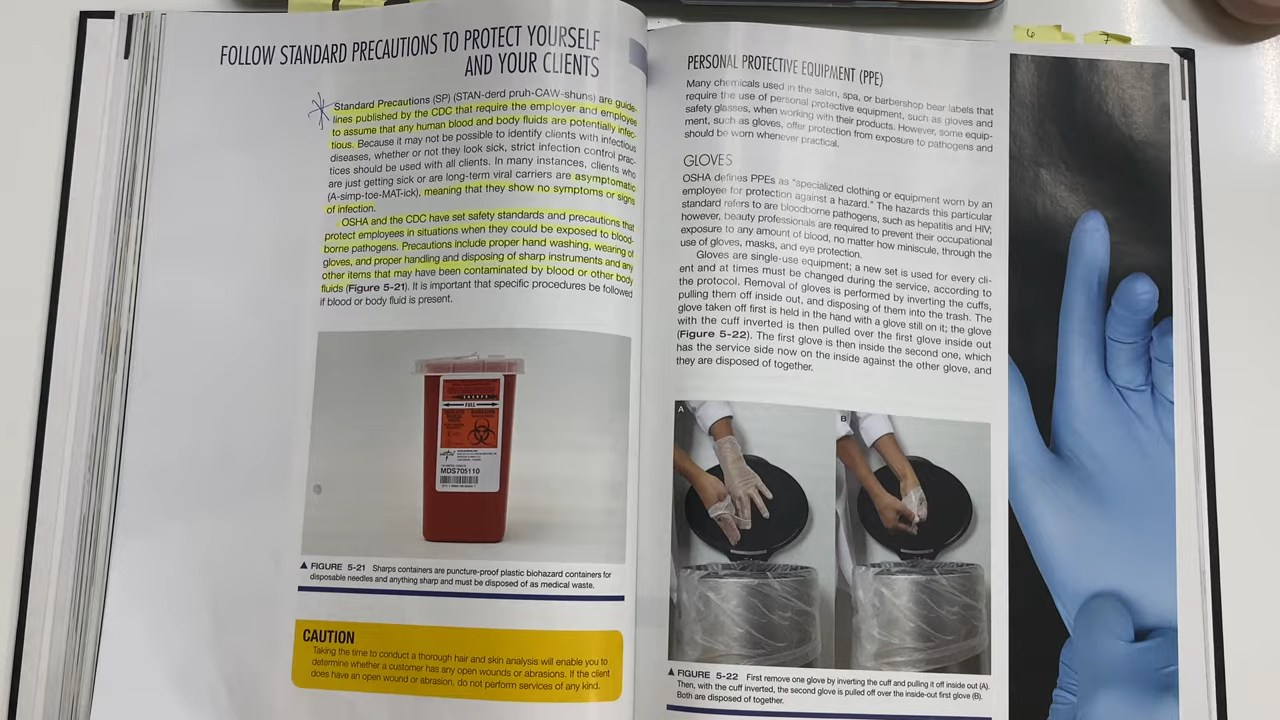 FOLLOW STANDARD PRECAUTIONS TO PROTECT YOURSELF
AND YOUR CLIENTS
Standard Precautions (SP) (STAN-derd pruh-CAW-shuns) are guide-
lines published by the CDC that require the employer and employee
to assume that any human blood and body fluids are potentially infec-
tious. Because it may not be possible to identify clients with infectious
diseases, whether or not they look sick, strict infection control prac-
tices should be used with all clients. In many instances, clients who
are just getting sick or are long-term viral carriers are asymptomatic
(A-simp-toe-MAT-ick), meaning that they show no symptoms or signs
of infection.
OSHA and the CDC have set safety standards and precautions that
protect employees in situations when they could be exposed to blood-
borne pathogens. Precautions include proper hand washing, wearing of
gloves, and proper handling and disposing of sharp instruments and any
other items that may have been contaminated by blood or other body
fluids (Figure 5-21). It is important that specific procedures be followed
if blood or body fluid is present.
SHARPS
FULL
MDS705110
▲ FIGURE 5-21 Sharps containers are puncture-proof plastic biohazard containers for
disposable needles and anything sharp and must be disposed of as medical waste.
CAUTION
Taking the time to conduct a thorough hair and skin analysis will enable you to
determine whether a customer has any open wounds or abrasions. If the client
does have an open wound or abrasion, do not perform services of any kind.
6
7
PERSONAL PROTECTIVE EQUIPMENT (PPE)
Many chemicals used in the salon, spa, or barbershop bear labels that
require the use of personal protective equipment, such as gloves and
safety glasses, when working with their products. However, some equip-
ment, such as gloves, offer protection from exposure to pathogens and
should be worn whenever practical.
GLOVES
OSHA defines PPEs as “specialized clothing or equipment worn by an
employee for protection against a hazard.” The hazards this particular
standard refers to are bloodborne pathogens, such as hepatitis and HIV;
however, beauty professionals are required to prevent their occupational
exposure to any amount of blood, no matter how miniscule, through the
use of gloves, masks, and eye protection.
Gloves are single-use equipment; a new set is used for every cli-
ent and at times must be changed during the service, according to
the protocol. Removal of gloves is performed by inverting the cuffs,
pulling them off inside out, and disposing of them into the trash. The
glove taken off first is held in the hand with a glove still on it; the glove
with the cuff inverted is then pulled over the first glove inside out
(Figure 5-22). The first glove is then inside the second one, which
has the service side now on the inside against the other glove, and
they are disposed of together.
A
B
▲ FIGURE 5-22 First remove one glove by inverting the cuff and pulling it off inside out (A).
Then, with the cuff inverted, the second glove is pulled off over the inside-out first glove (B).
Both are disposed of together.